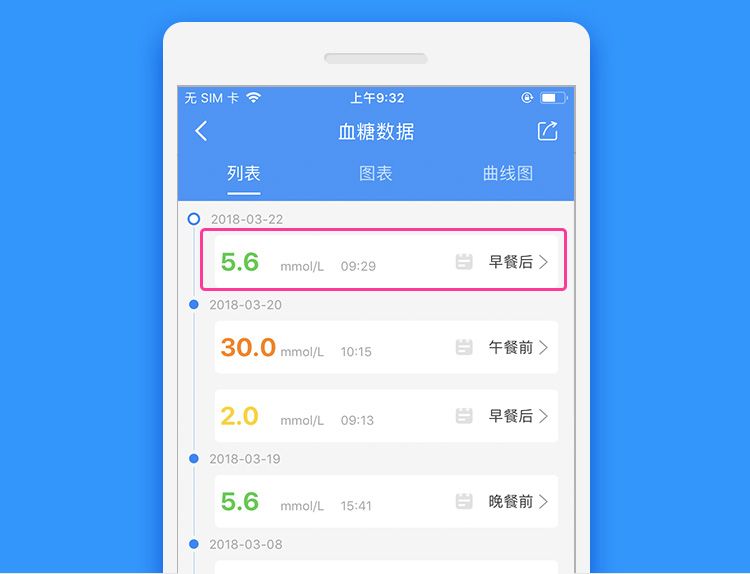 无 SIM 卡 上午9:32
血糖数据
列表 图表 曲线图
2018-03-22
5.6 mmol/L 09:29 早餐后
2018-03-20
30.0 mmol/L 10:15 午餐前
2.0 mmol/L 09:13 早餐后
2018-03-19
5.6 mmol/L 15:41 晚餐前
2018-03-08